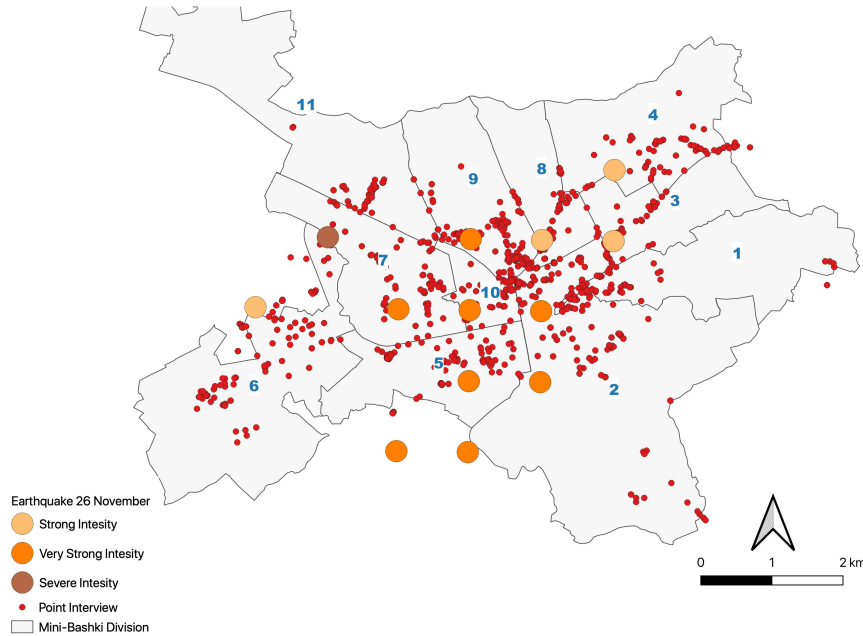 11
4
9
8
3
1
7
10
5
6
2
Earthquake 26 November
Strong Intesity
Very Strong Intesity
Severe Intesity
Point Interview
Mini-Bashki Division
0 1 2 km